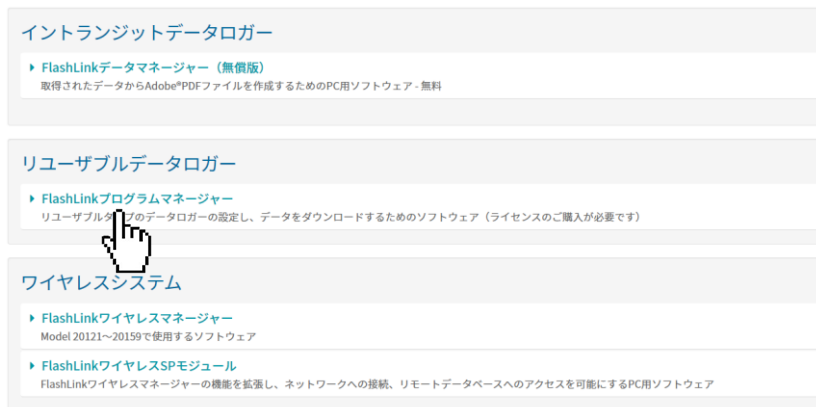 イントランジットデータロガー
FlashLinkデータマネージャー（無償版）
取得されたデータからAdobe®PDFファイルを作成するためのPC用ソフトウェア - 無料
リユーザブルデータロガー
FlashLinkプログラムマネージャー
リユーザブルタイプのデータロガーの設定し、データをダウンロードするためのソフトウェア（ライセンスのご購入が必要です）
ワイヤレスシステム
FlashLinkワイヤレスマネージャー
Model 20121～20159で使用するソフトウェア
FlashLinkワイヤレスSPモジュール
FlashLinkワイヤレスマネージャーの機能を拡張し、ネットワークへの接続、リモートデータベースへのアクセスを可能にするPC用ソフトウェア